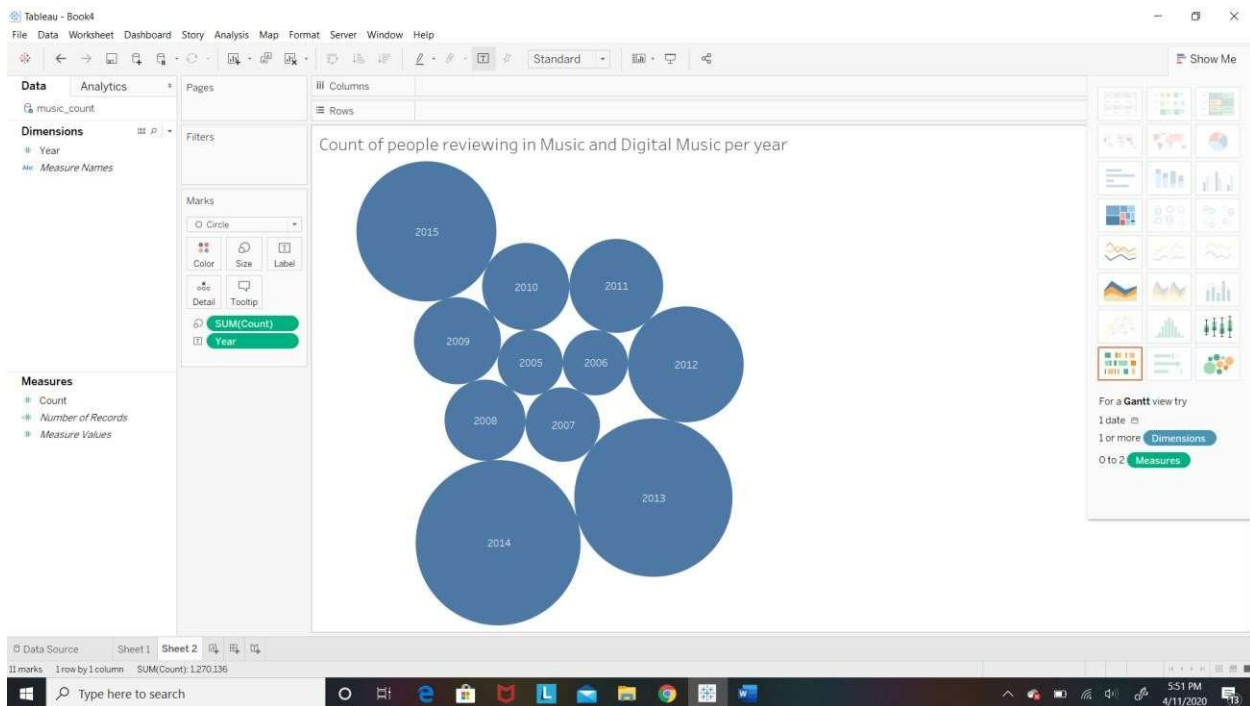 Tableau - Book4
File Data Worksheet Dashboard Story Analysis Map Format Server Window Help
Standard
Show Me
Data Analytics
Pages
Columns
music_count
Rows
Dimensions
Filters
Year
Abc Measure Names
Count of people reviewing in Music and Digital Music per year
Marks
Circle
Color Size Label
Detail Tooltip
SUM(Count)
Year
2015
2010
2011
2009
2005
2006
2012
2008
2007
2013
2014
Measures
Count
Number of Records
Measure Values
For a Gantt view try
1 date
1 or more Dimensions
0 to 2 Measures
Data Source Sheet 1 Sheet 2
11 marks 1 row by 1 column SUM(Count): 1,270,136
Type here to search
5:51 PM
4/11/2020
13